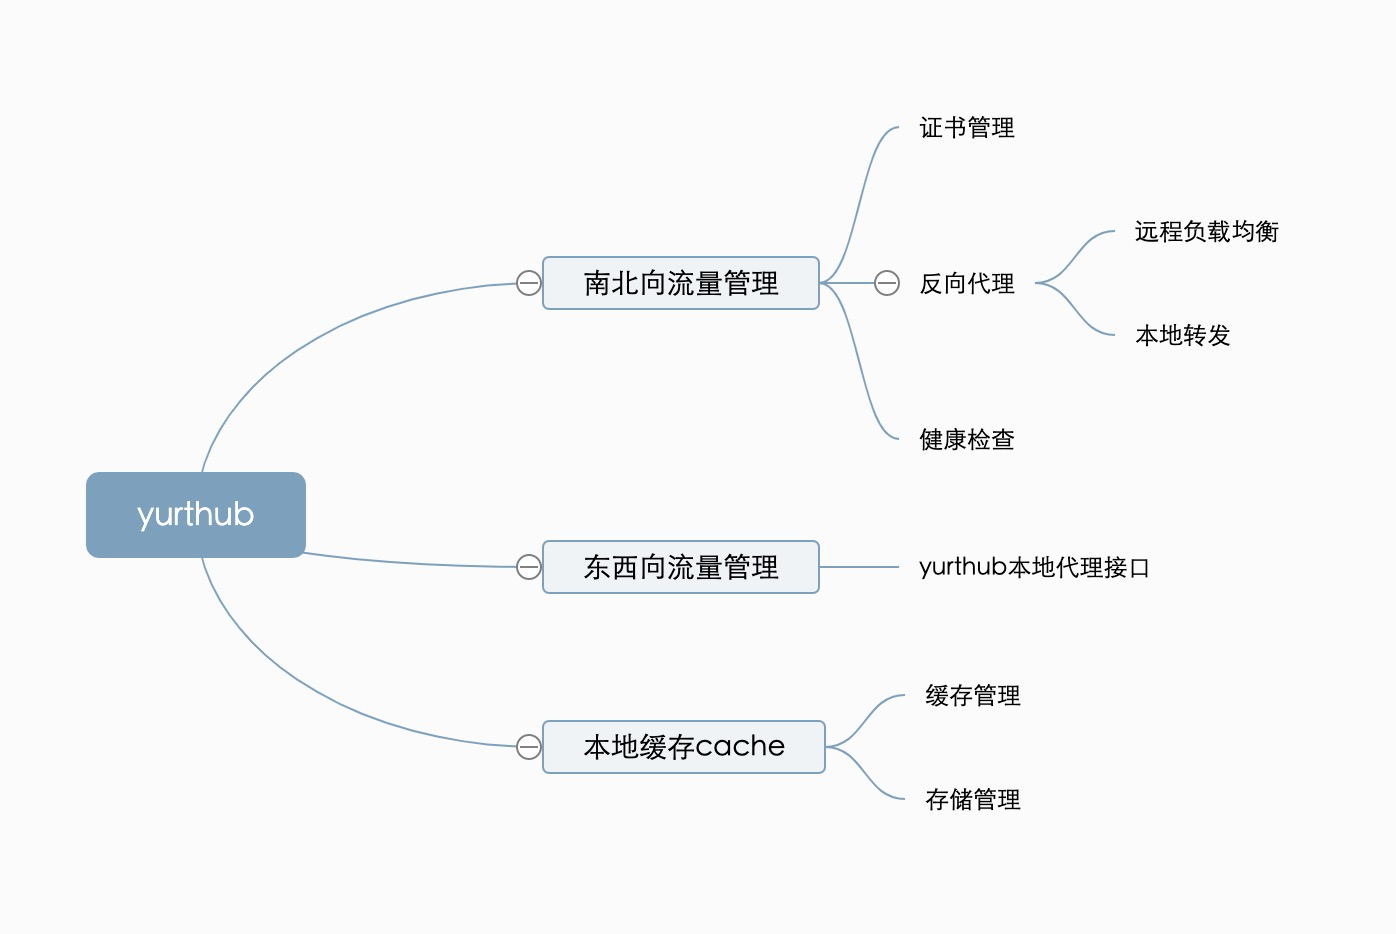 yurthub
南北向流量管理
证书管理
反向代理
远程负载均衡
本地转发
健康检查
东西向流量管理
yurthub本地代理接口
本地缓存cache
缓存管理
存储管理